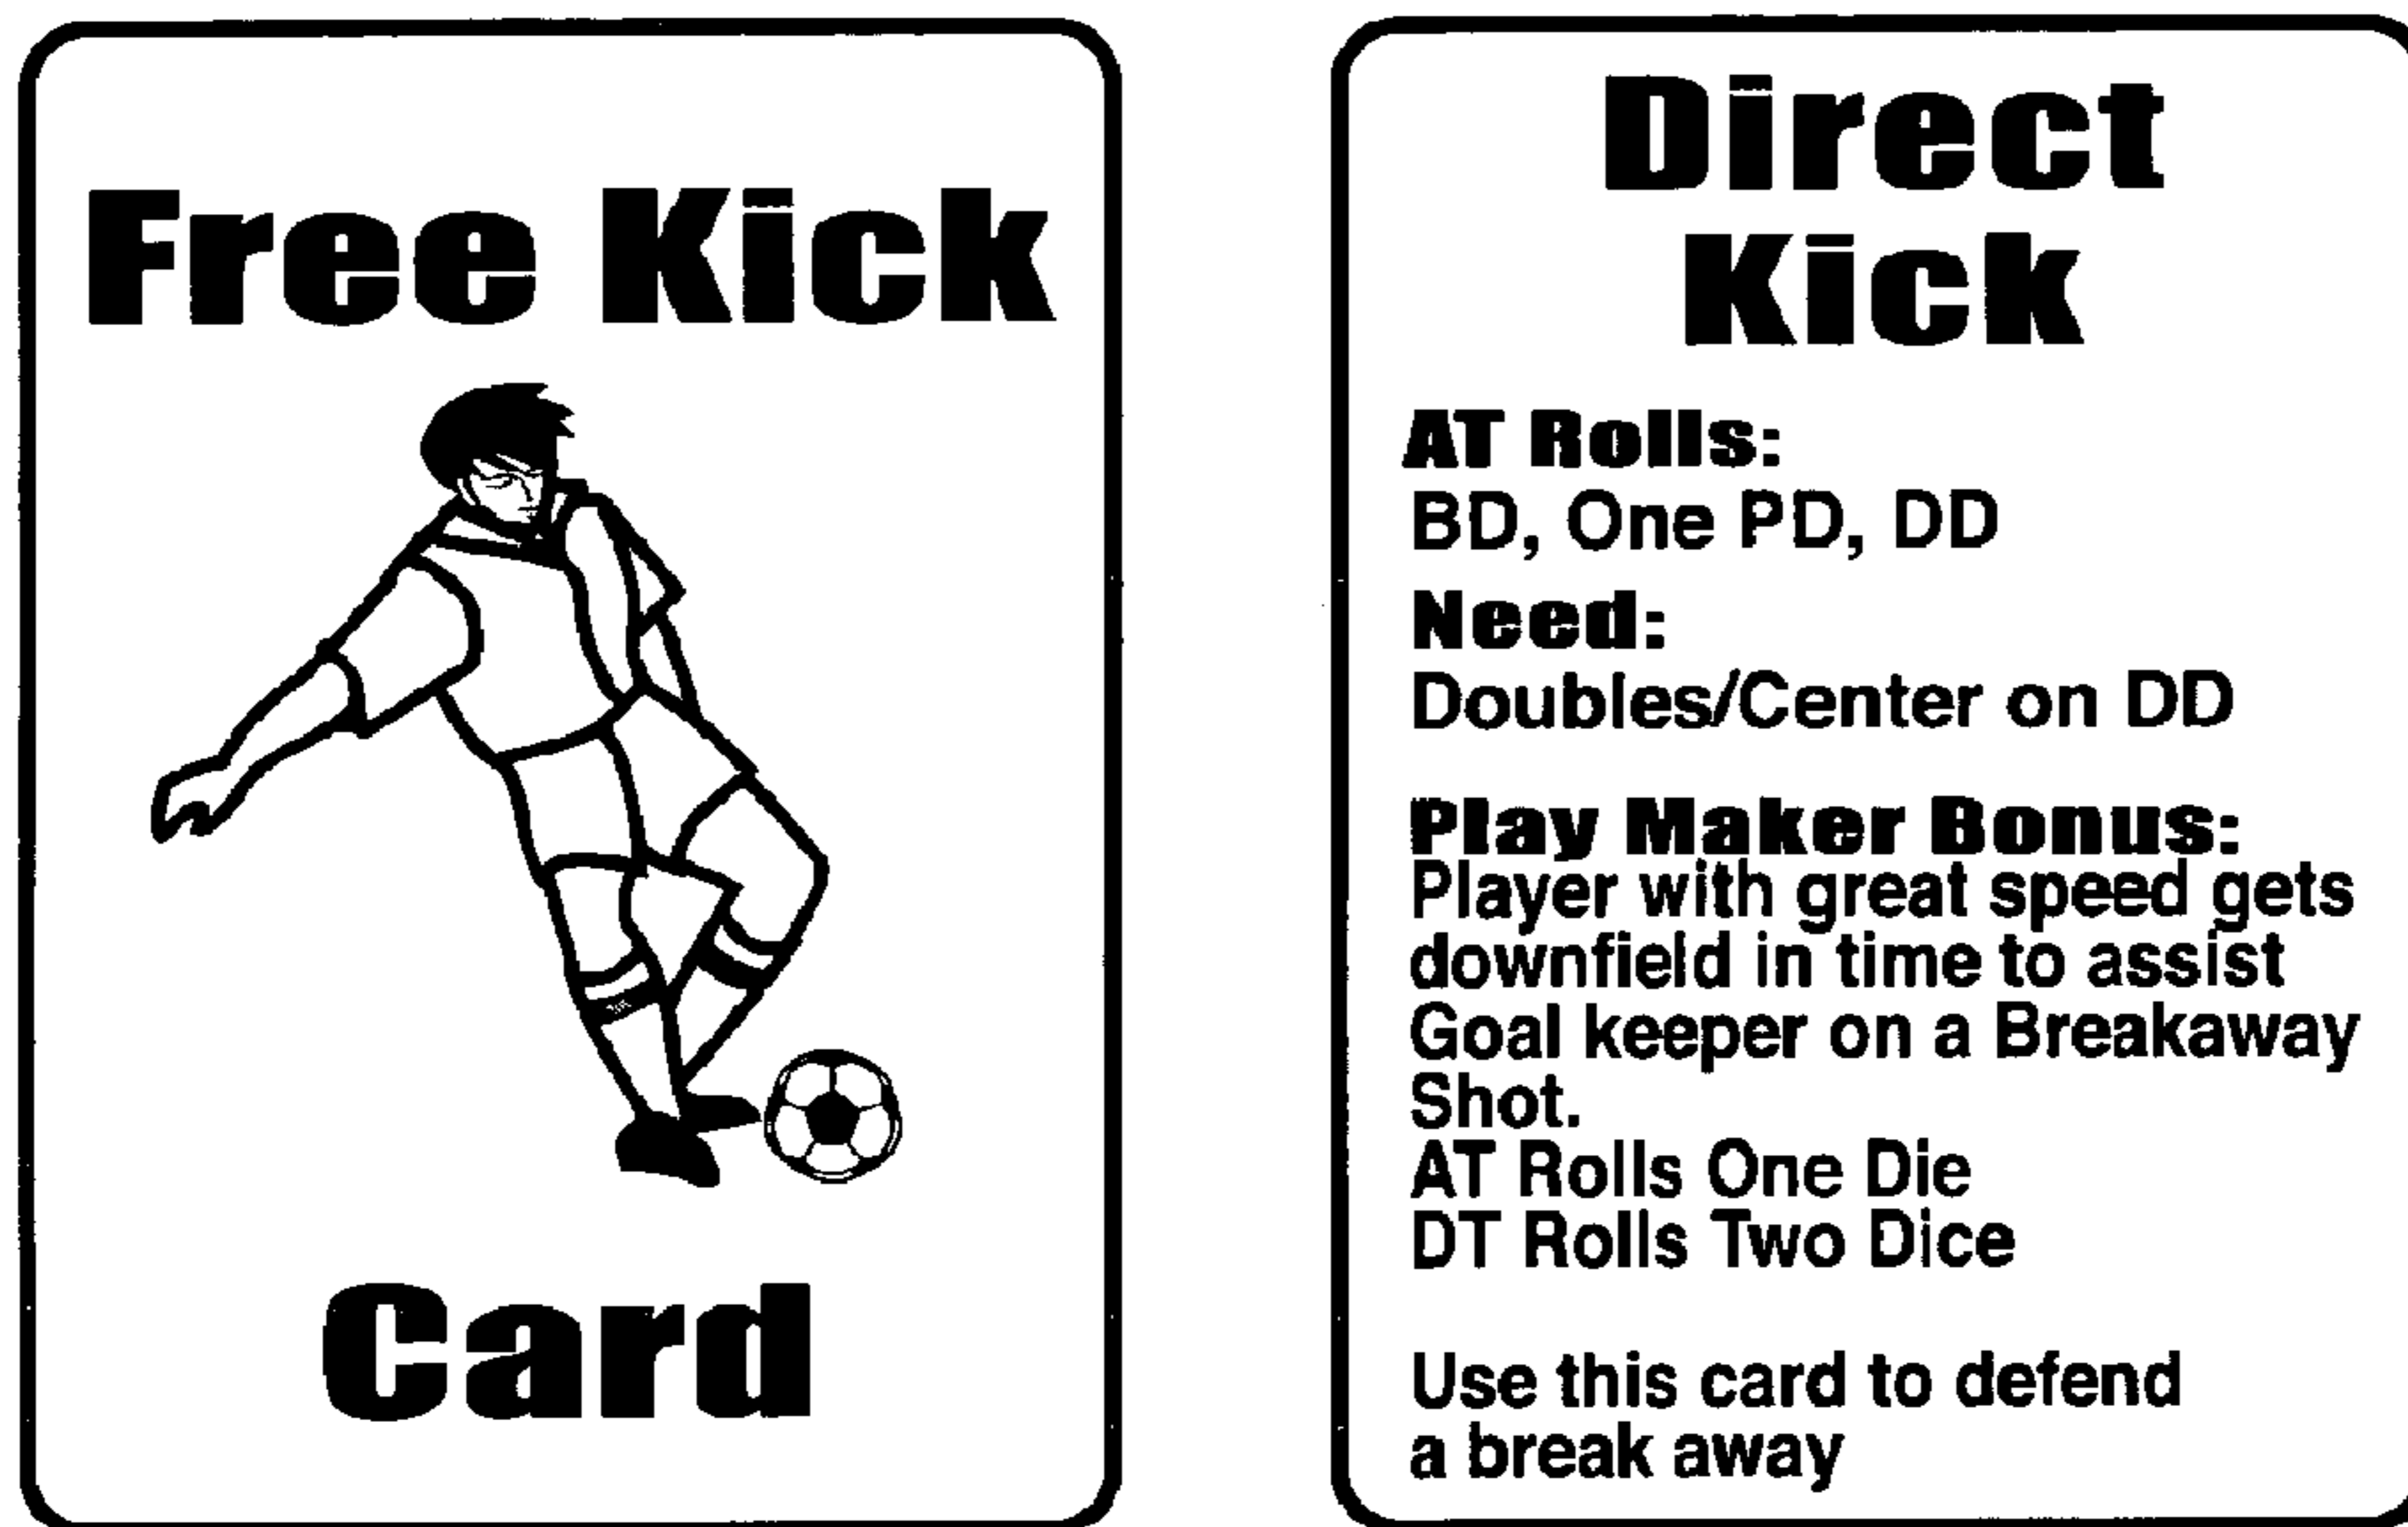 Free Kick
Card
Direct
Kick
AT Rolls:
BD, One PD, DD
Need:
Doubles/Center on DD
Play Maker Bonus:
Player with great speed gets
downfield in time to assist
Goal keeper on a Breakaway
Shot.
AT Rolls One Die
DT Rolls Two Dice
Use this card to defend
a break away